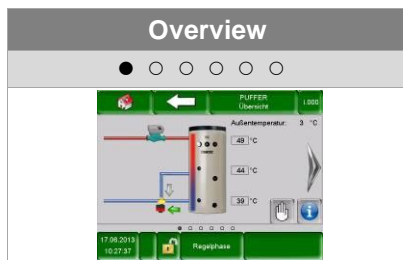 Overview
PUFFER
Übersicht
1.000
Außentemperatur: 3 °C
49 °C
44 °C
39 °C
17.06.2013
10:27:37
Regelphase